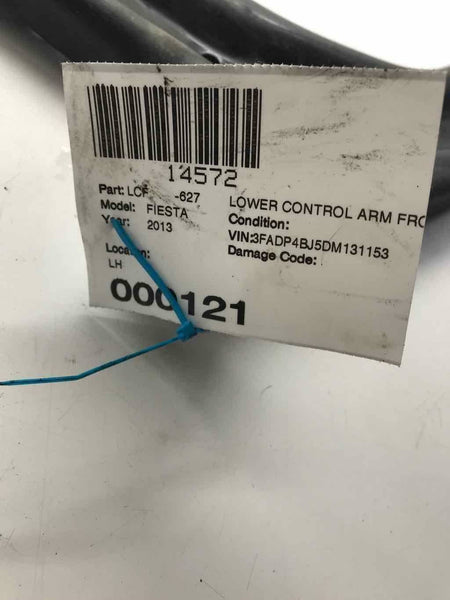 14572
Part: LCF -627 LOWER CONTROL ARM FRO
Model: FIESTA Condition:
Year: 2013 VIN:3FADP4BJ5DM131153
Damage Code:
Location:
LH
000121